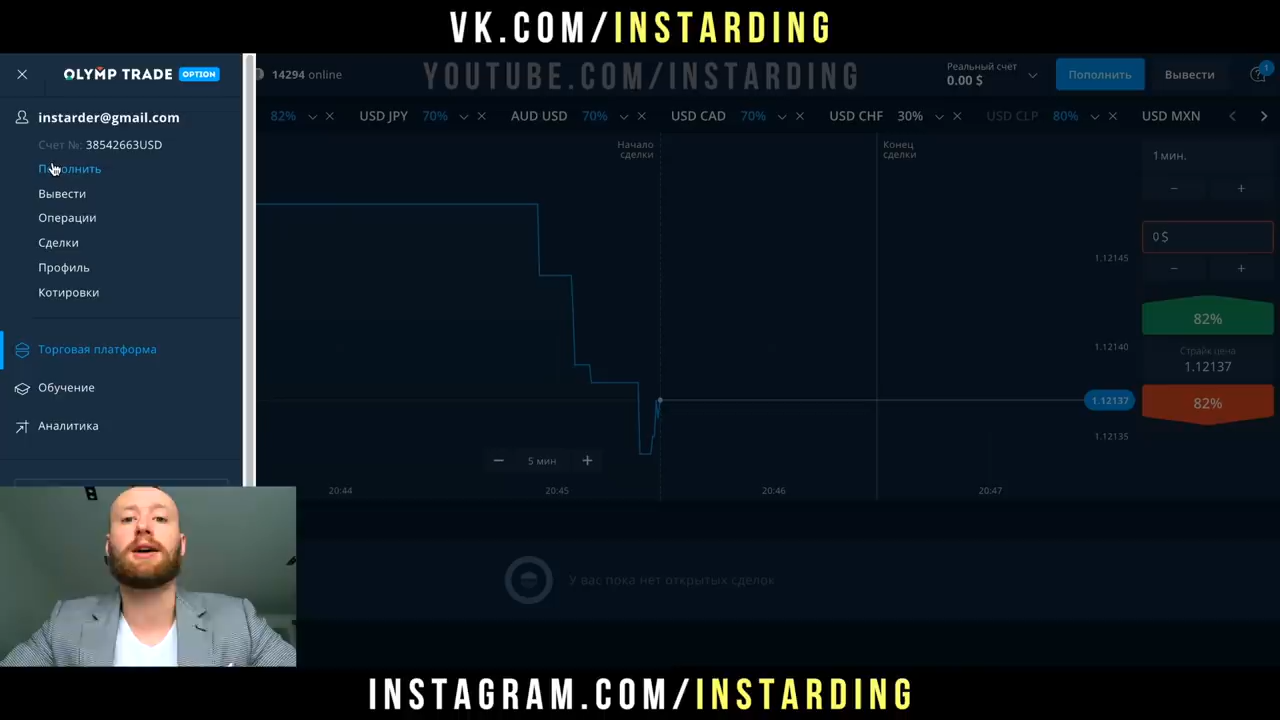 VK.COM/INSTARDING
YOUTUBE.COM/INSTARDING
OLYMP TRADE OPTION
14294 online
Реальный счет
0.00 $
Пополнить
Вывести
1
instarder@gmail.com
Счет №: 38542663USD
Пополнить
Вывести
Операции
Сделки
Профиль
Котировки
Торговая платформа
Обучение
Аналитика
82%
USD JPY 70%
AUD USD 70%
USD CAD 70%
USD CHF 30%
USD CLP 80%
USD MXN
Начало
сделки
Конец
сделки
1 мин.
− +
0 $
− +
82%
Страйк цена
1.12137
82%
1.12145
1.12140
1.12137
1.12135
− 5 мин +
20:44
20:45
20:46
20:47
У вас пока нет открытых сделок
INSTAGRAM.COM/INSTARDING